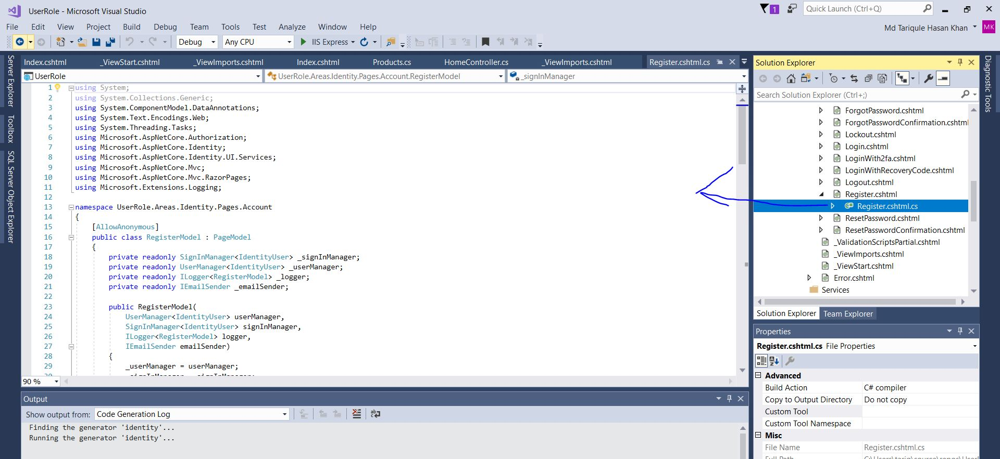 UserRole - Microsoft Visual Studio
1
Quick Launch (Ctrl+Q)
File Edit View Project Build Debug Team Tools Test Analyze Window Help
Md Tariqule Hasan Khan MK
Debug Any CPU IIS Express
Server Explorer
Toolbox
SQL Server Object Explorer
Index.cshtml _ViewStart.cshtml _ViewImports.cshtml Index.cshtml Products.cs HomeController.cs _ViewImports.cshtml Register.cshtml.cs
UserRole UserRole.Areas.Identity.Pages.Account.RegisterModel _signInManager
1 using System;
2 using System.Collections.Generic;
3 using System.ComponentModel.DataAnnotations;
4 using System.Text.Encodings.Web;
5 using System.Threading.Tasks;
6 using Microsoft.AspNetCore.Authorization;
7 using Microsoft.AspNetCore.Identity;
8 using Microsoft.AspNetCore.Identity.UI.Services;
9 using Microsoft.AspNetCore.Mvc;
10 using Microsoft.AspNetCore.Mvc.RazorPages;
11 using Microsoft.Extensions.Logging;
12
13 namespace UserRole.Areas.Identity.Pages.Account
14 {
15 [AllowAnonymous]
16 public class RegisterModel : PageModel
17 {
18 private readonly SignInManager<IdentityUser> _signInManager;
19 private readonly UserManager<IdentityUser> _userManager;
20 private readonly ILogger<RegisterModel> _logger;
21 private readonly IEmailSender _emailSender;
22
23 public RegisterModel(
24 UserManager<IdentityUser> userManager,
25 SignInManager<IdentityUser> signInManager,
26 ILogger<RegisterModel> logger,
27 IEmailSender emailSender)
28 {
29 _userManager = userManager;
90 %
Output
Show output from: Code Generation Log
Finding the generator 'identity'...
Running the generator 'identity'...
Solution Explorer
Search Solution Explorer (Ctrl+;)
ForgotPassword.cshtml
ForgotPasswordConfirmation.cshtml
Lockout.cshtml
Login.cshtml
LoginWith2fa.cshtml
LoginWithRecoveryCode.cshtml
Logout.cshtml
Register.cshtml
Register.cshtml.cs
ResetPassword.cshtml
ResetPasswordConfirmation.cshtml
_ValidationScriptsPartial.cshtml
_ViewImports.cshtml
_ViewStart.cshtml
Error.cshtml
Services
Solution Explorer Team Explorer
Properties
Register.cshtml.cs File Properties
Advanced
Build Action C# compiler
Copy to Output Directory Do not copy
Custom Tool
Custom Tool Namespace
Misc
File Name Register.cshtml.cs
Diagnostic Tools